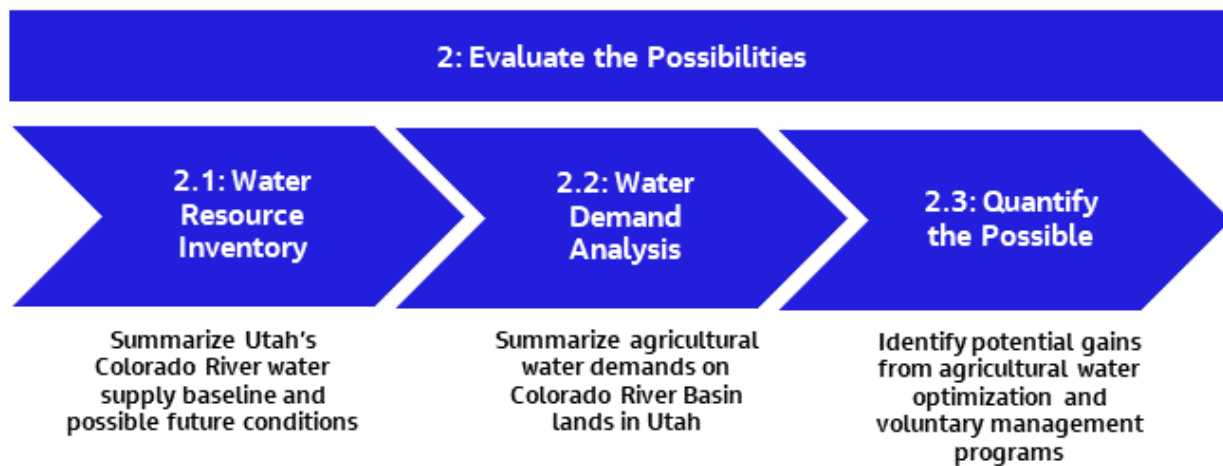 2: Evaluate the Possibilities
2.1: Water
Resource
Inventory
2.2: Water
Demand
Analysis
2.3: Quantify
the Possible
Summarize Utah's
Colorado River water
supply baseline and
possible future conditions
Summarize agricultural
water demands on
Colorado River Basin
lands in Utah
Identify potential gains
from agricultural water
optimization and
voluntary management
programs